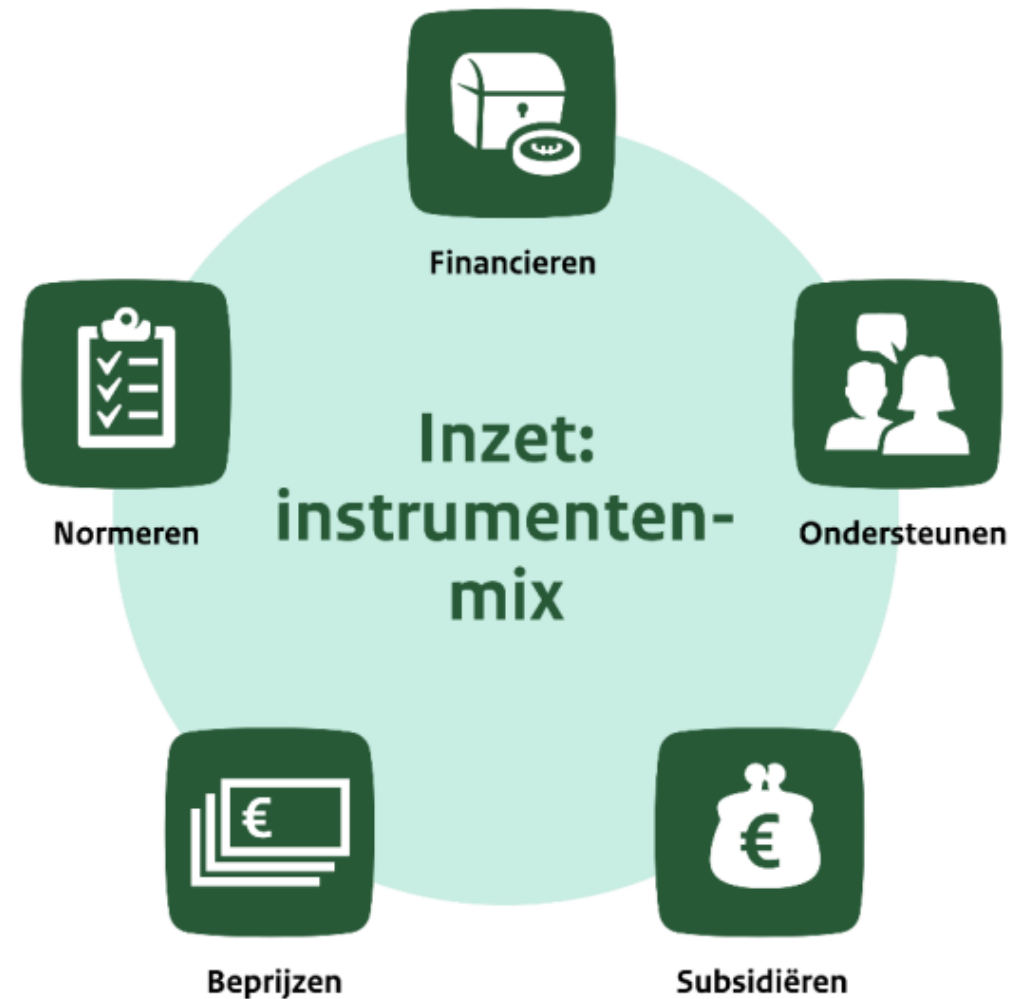 Financieren
Inzet:
instrumenten-
mix
Normeren
Ondersteunen
€
€
Beprijzen
Subsidiëren